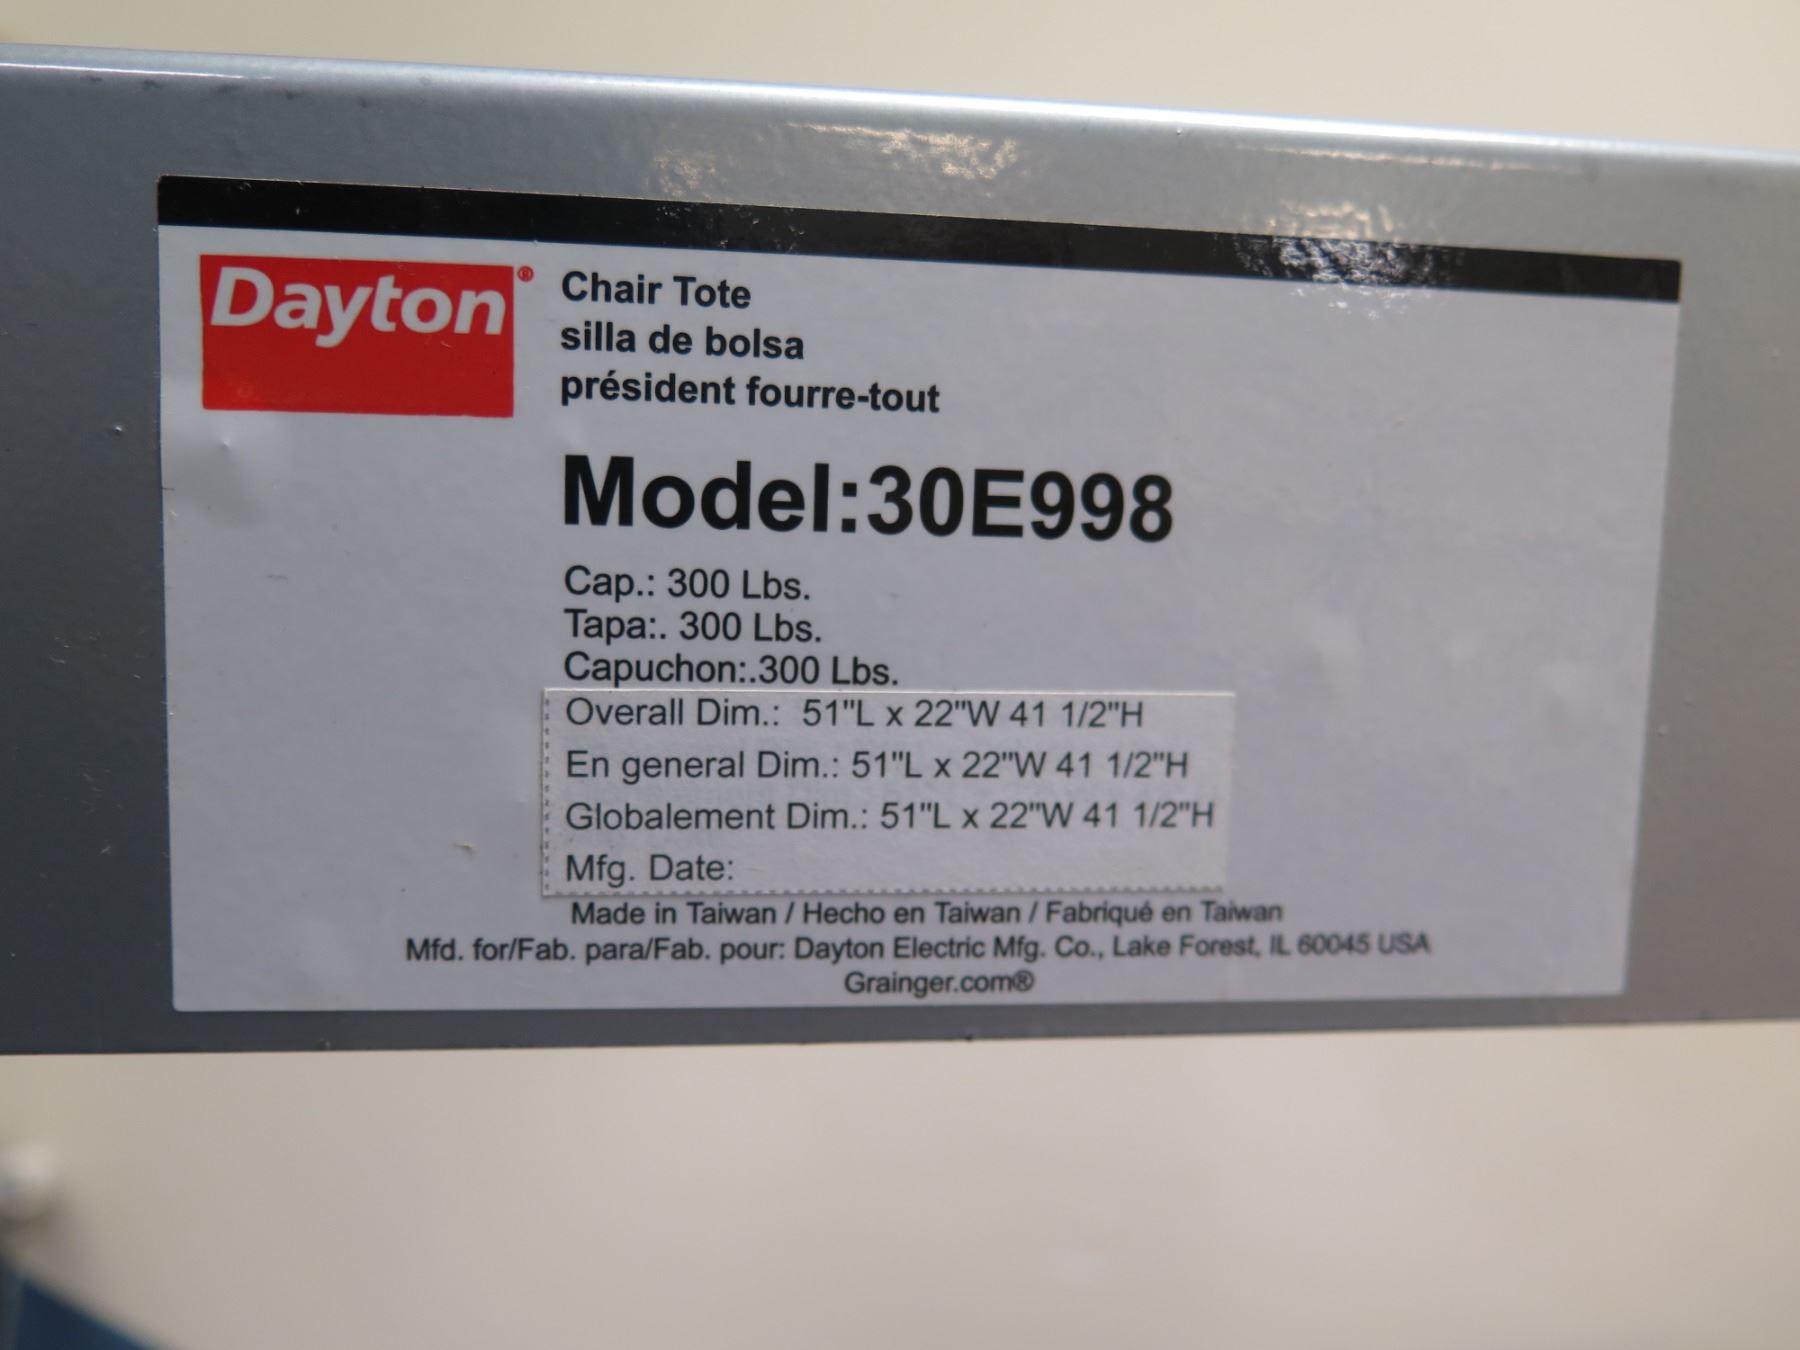 Dayton®
Chair Tote
silla de bolsa
président fourre-tout
Model:30E998
Cap.: 300 Lbs.
Tapa:. 300 Lbs.
Capuchon:.300 Lbs.
Overall Dim.: 51"L x 22"W 41 1/2"H
En general Dim.: 51"L x 22"W 41 1/2"H
Globalement Dim.: 51"L x 22"W 41 1/2"H
Mfg. Date:
Made in Taiwan / Hecho en Taiwan / Fabriqué en Taiwan
Mfd. for/Fab. para/Fab. pour: Dayton Electric Mfg. Co., Lake Forest, IL 60045 USA
Grainger.com®